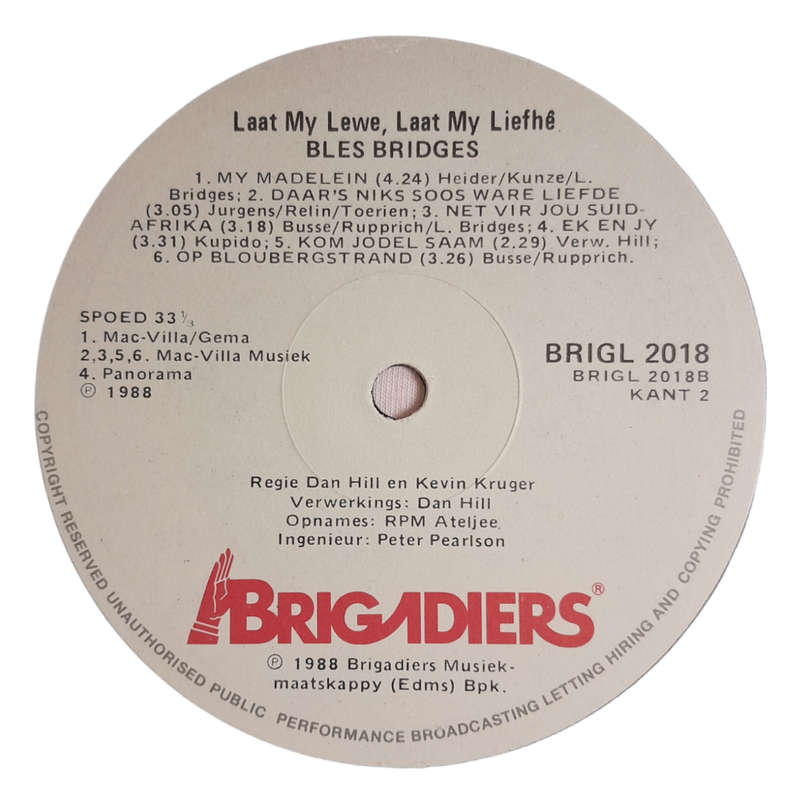 Laat My Lewe, Laat My Liefhê
BLES BRIDGES
1. MY MADELEIN (4.24) Heider/Kunze/L.
Bridges; 2. DAAR'S NIKS SOOS WARE LIEFDE
(3.05) Jurgens/Relin/Toerien; 3. NET VIR JOU SUID-
AFRIKA (3.18) Busse/Rupprich/L. Bridges; 4. EK EN JY
(3.31) Kupido; 5. KOM JODEL SAAM (2.29) Verw. Hill;
6. OP BLOUBERGSTRAND (3.26) Busse/Rupprich.
SPOED 33 ⅓
1. Mac-Villa/Gema
2,3,5,6. Mac-Villa Musiek
4. Panorama
℗ 1988
BRIGL 2018
BRIGL 2018B
KANT 2
Regie Dan Hill en Kevin Kruger
Verwerkings: Dan Hill
Opnames: RPM Ateljee
Ingenieur: Peter Pearlson
BRIGADIERS®
℗ 1988 Brigadiers Musiek-
maatskappy (Edms) Bpk.
COPYRIGHT RESERVED UNAUTHORISED PUBLIC PERFORMANCE BROADCASTING LETTING HIRING AND COPYING PROHIBITED